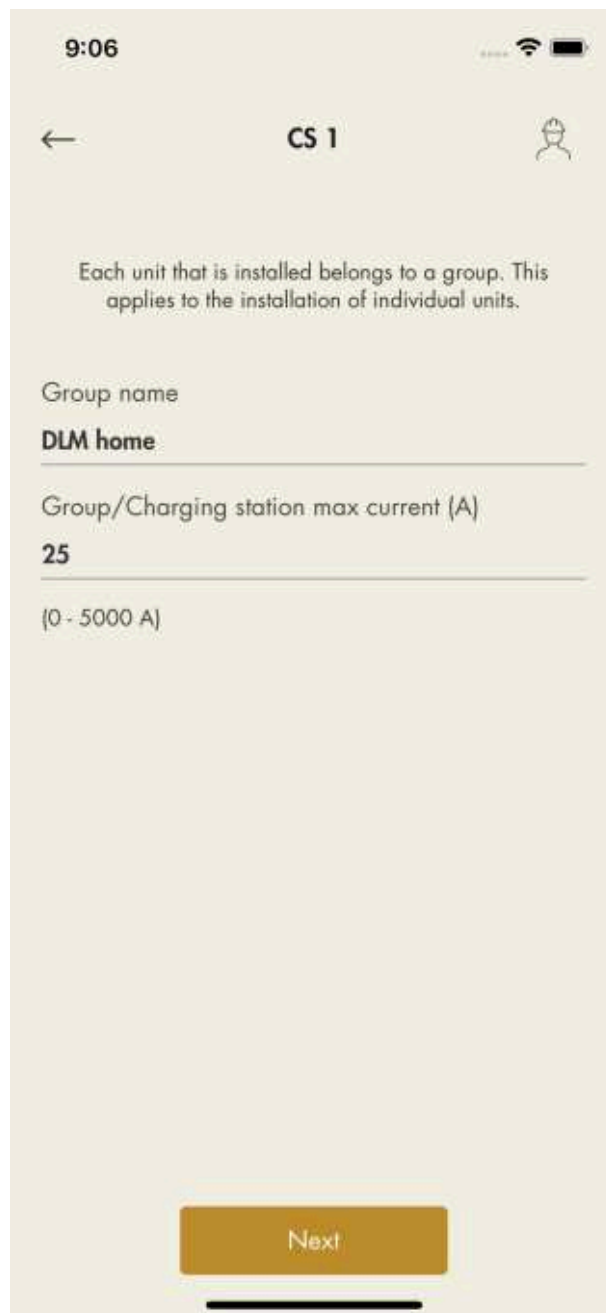 9:06
CS 1
Each unit that is installed belongs to a group. This
applies to the installation of individual units.
Group name
DLM home
Group/Charging station max current (A)
25
(0 - 5000 A)
Next